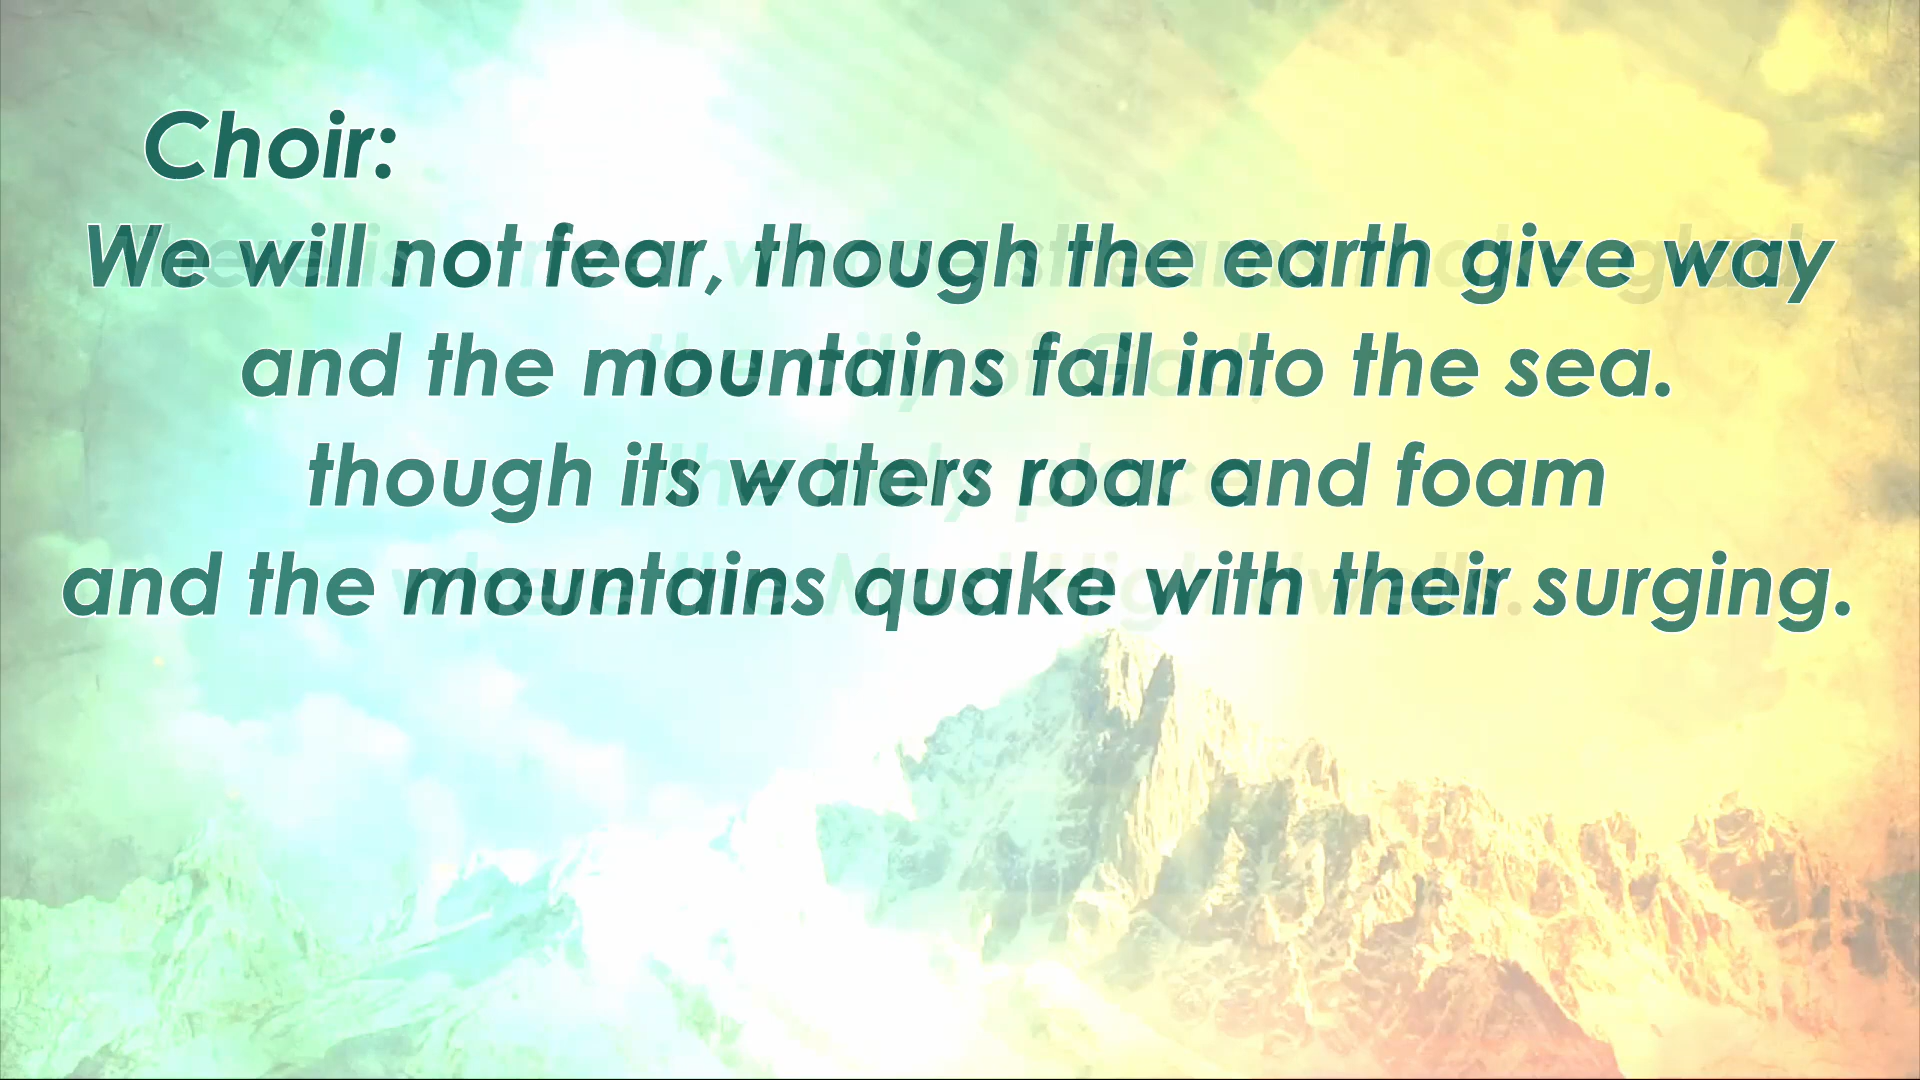 Choir:
We will not fear, though the earth give way
and the mountains fall into the sea.
though its waters roar and foam
and the mountains quake with their surging.